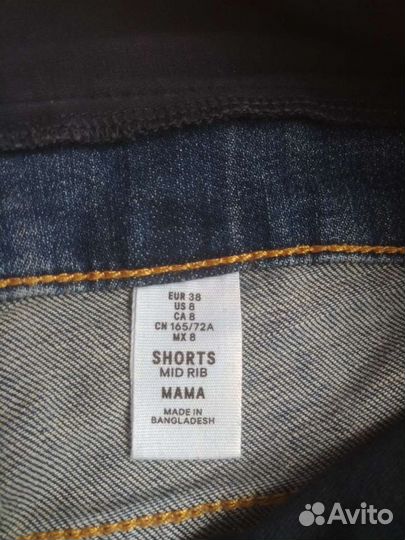 EUR 38
US 8
CA 8
CN 165/72A
MX 8
SHORTS
MID RIB
MAMA
MADE IN
BANGLADESH
Avito